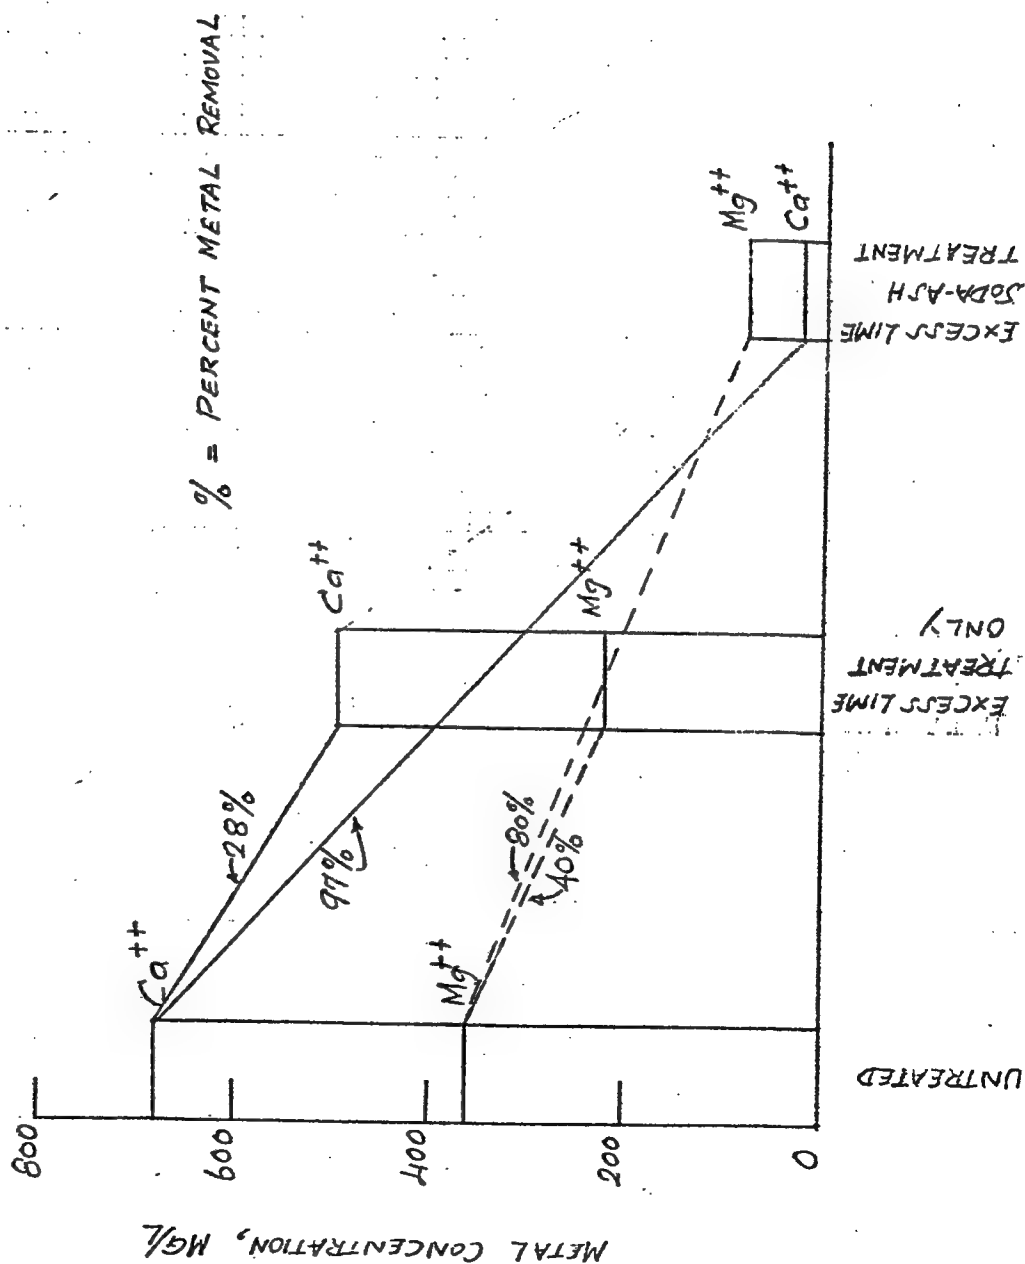 % = PERCENT METAL REMOVAL
METAL CONCENTRATION, MG/L
800
600
400
200
0
Ca++
Mg++
28%
97%
80%
40%
Ca++
Mg++
Mg++
Ca++
UNTREATED
EXCESS LIME
TREATMENT
ONLY
EXCESS LIME
SODA-ASH
TREATMENT